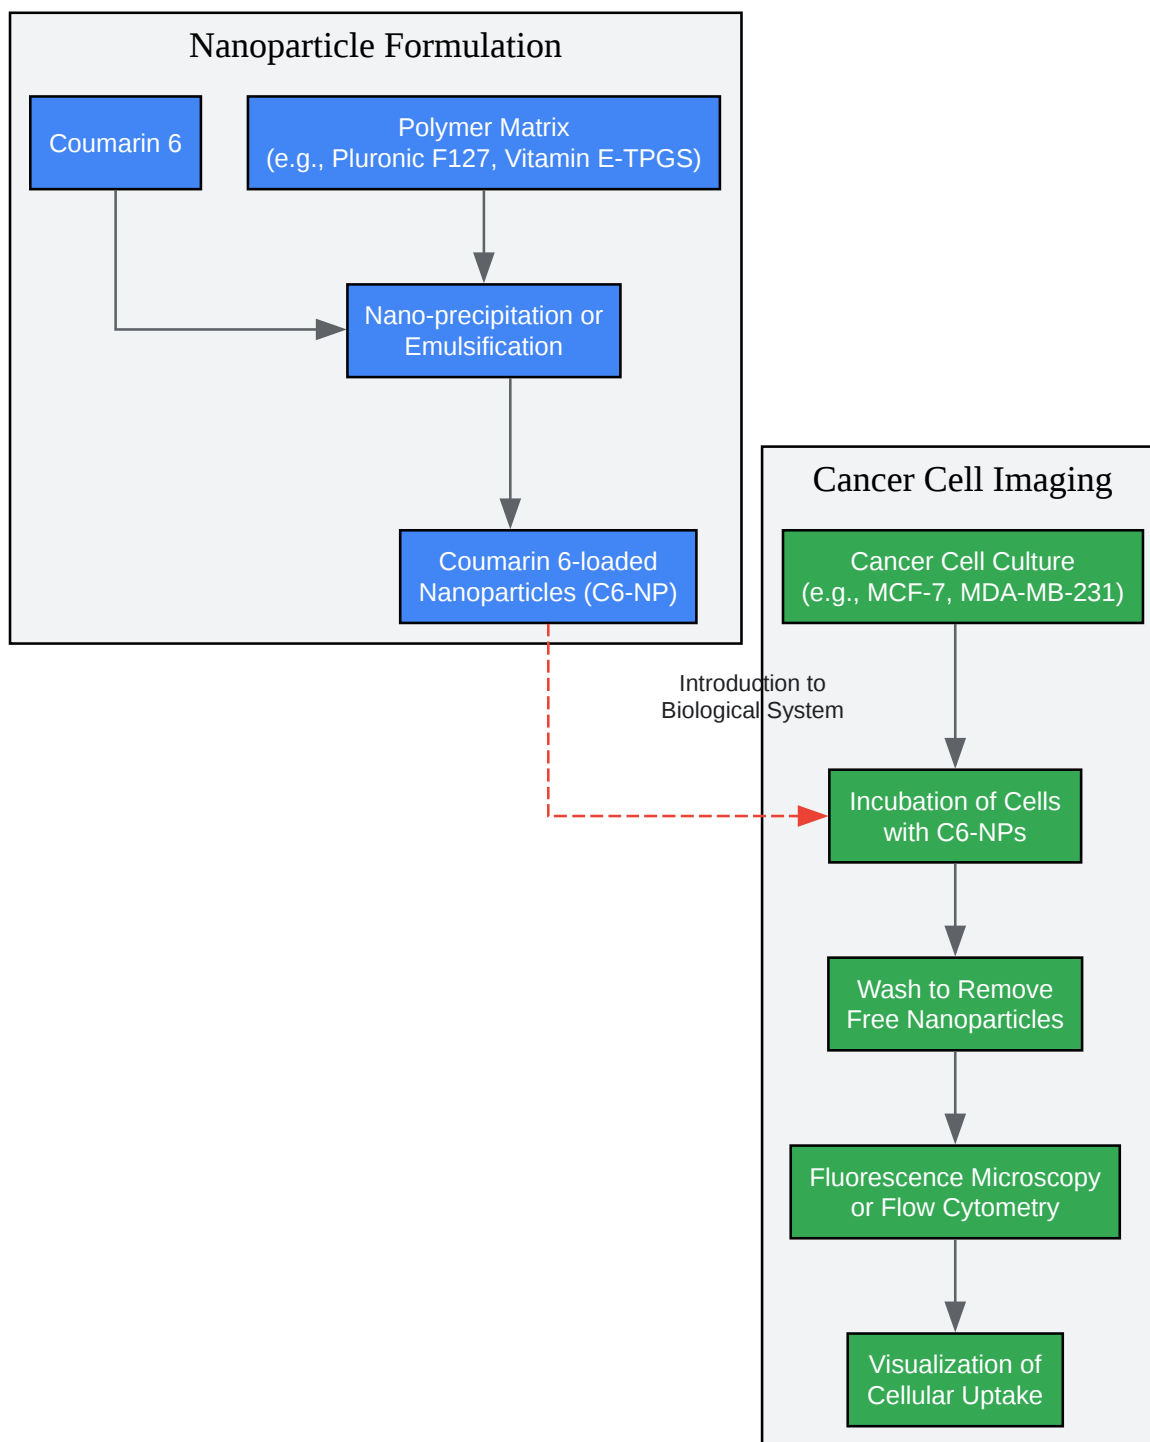 Nanoparticle Formulation
Coumarin 6
Polymer Matrix
(e.g., Pluronic F127, Vitamin E-TPGS)
Nano-precipitation or
Emulsification
Coumarin 6-loaded
Nanoparticles (C6-NP)
Introduction to
Biological System
Cancer Cell Imaging
Cancer Cell Culture
(e.g., MCF-7, MDA-MB-231)
Incubation of Cells
with C6-NPs
Wash to Remove
Free Nanoparticles
Fluorescence Microscopy
or Flow Cytometry
Visualization of
Cellular Uptake